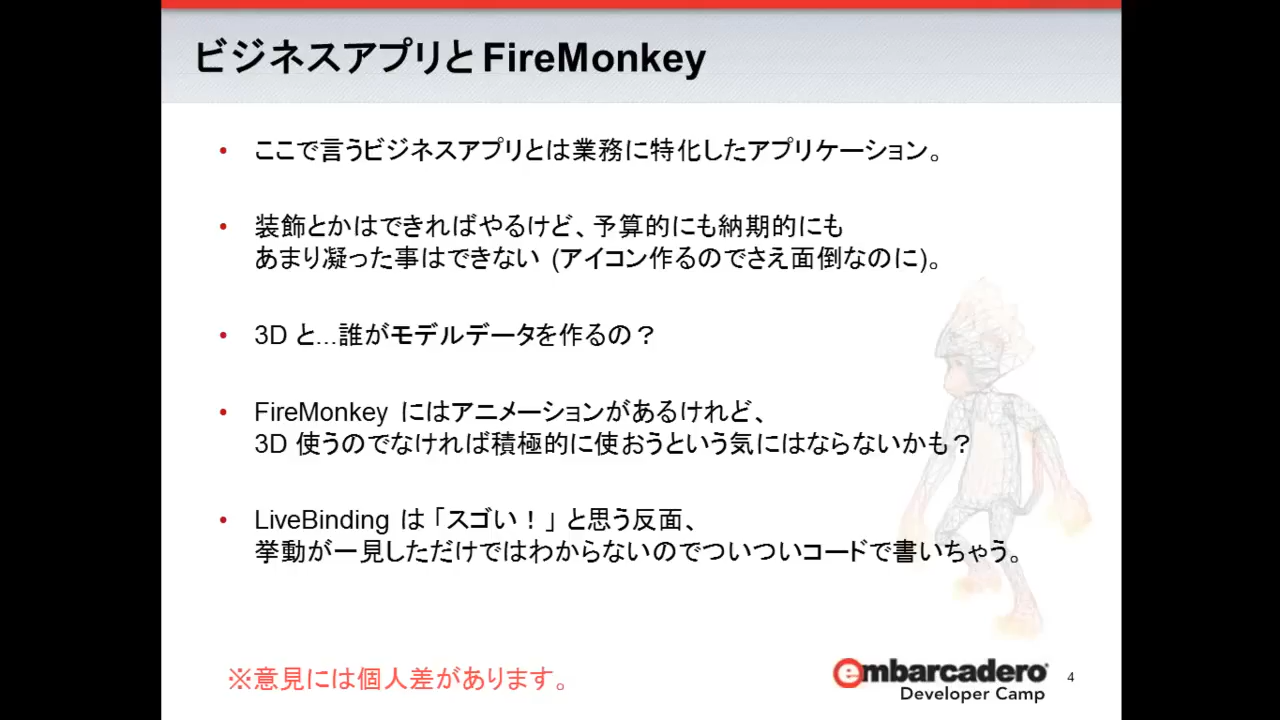 ビジネスアプリとFireMonkey
• ここで言うビジネスアプリとは業務に特化したアプリケーション。
• 装飾とかはできればやるけど、予算的にも納期的にも
あまり凝った事はできない (アイコン作るのでさえ面倒なのに)。
• 3D と...誰がモデルデータを作るの？
• FireMonkey にはアニメーションがあるけれど、
3D 使うのでなければ積極的に使おうという気にはならないかも？
• LiveBinding は「スゴい！」と思う反面、
挙動が一見しただけではわからないのでついついコードで書いちゃう。
※意見には個人差があります。
embarcadero®
Developer Camp
4